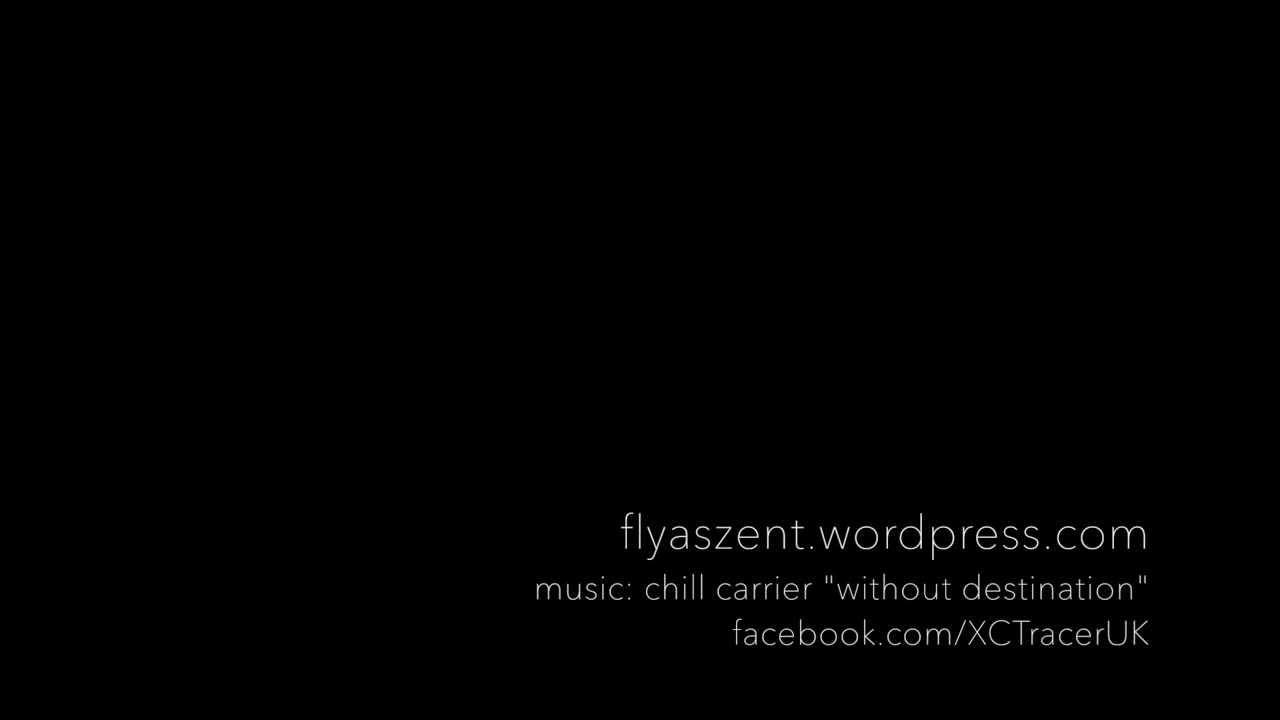 flyaszent.wordpress.com
music: chill carrier "without destination"
facebook.com/XCTracerUK